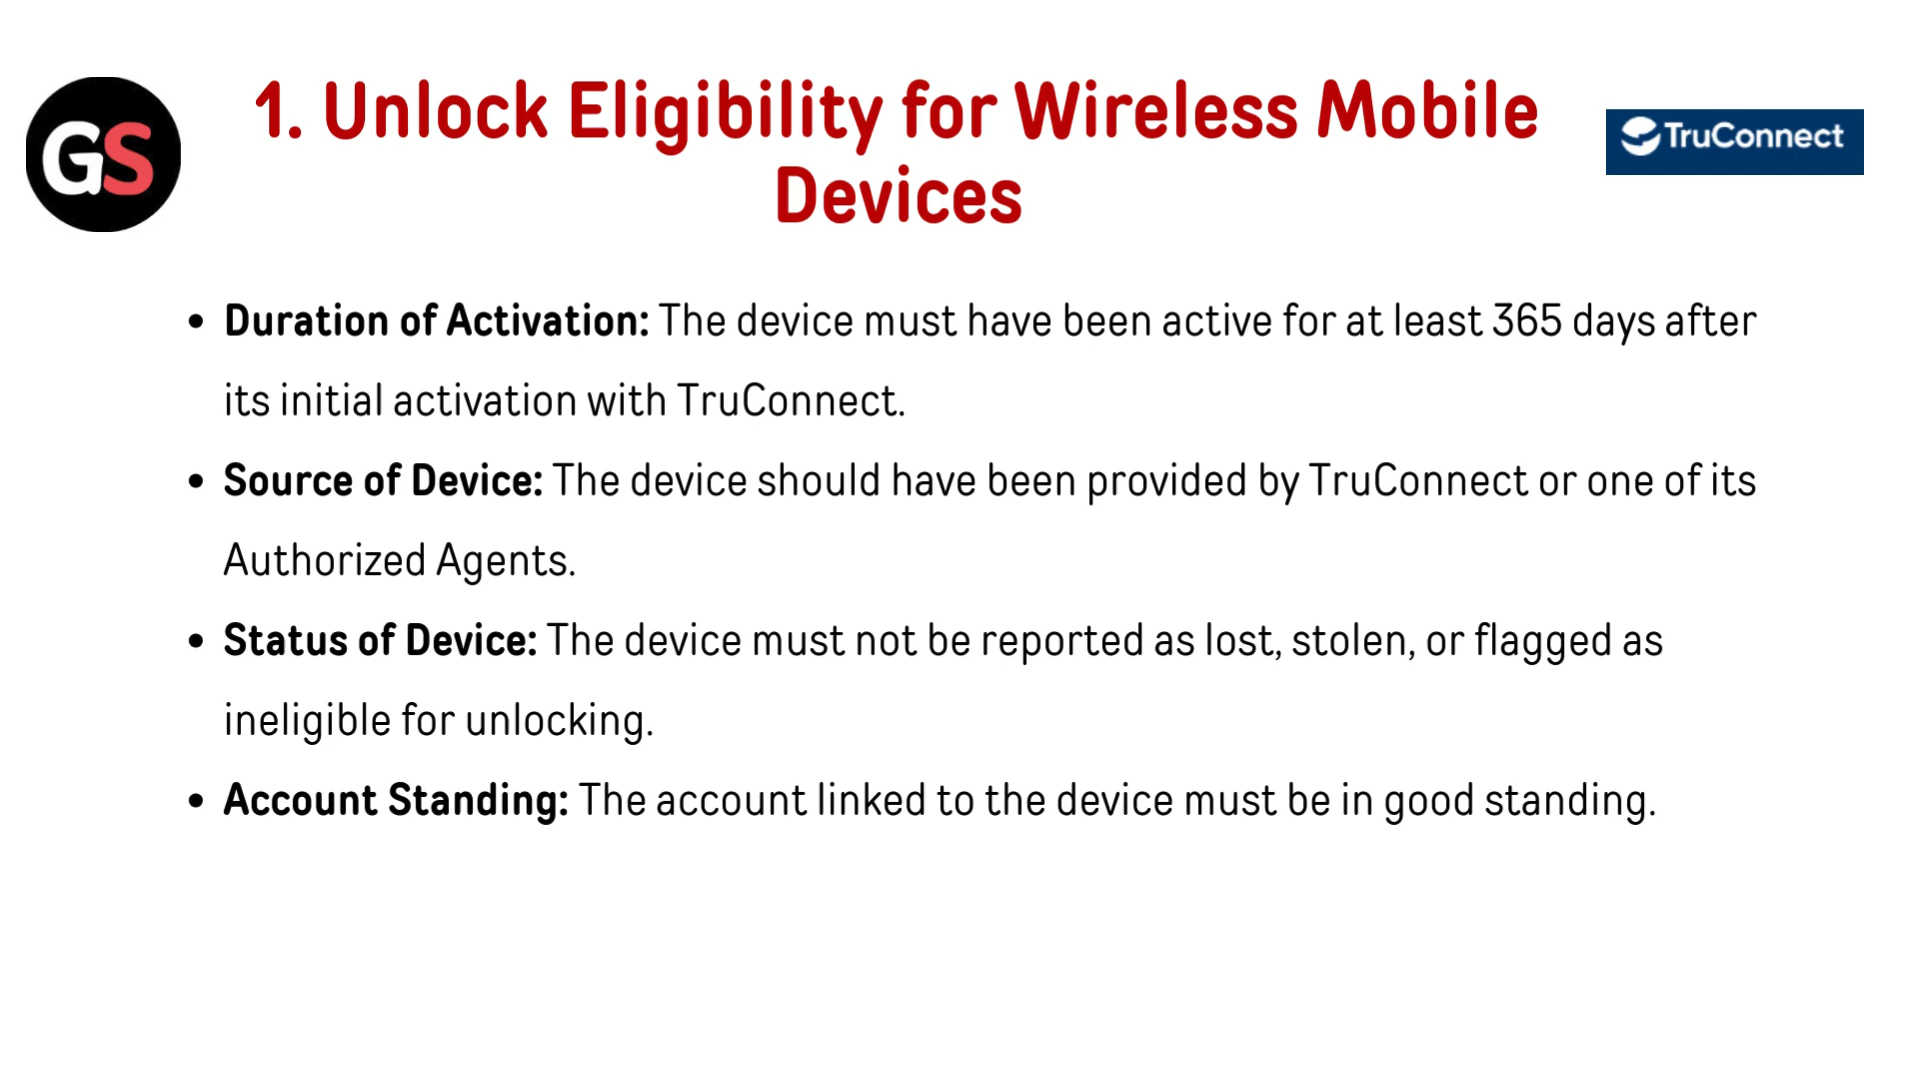 GS
1. Unlock Eligibility for Wireless Mobile
Devices
TruConnect
• Duration of Activation: The device must have been active for at least 365 days after
its initial activation with TruConnect.
• Source of Device: The device should have been provided by TruConnect or one of its
Authorized Agents.
• Status of Device: The device must not be reported as lost, stolen, or flagged as
ineligible for unlocking.
• Account Standing: The account linked to the device must be in good standing.